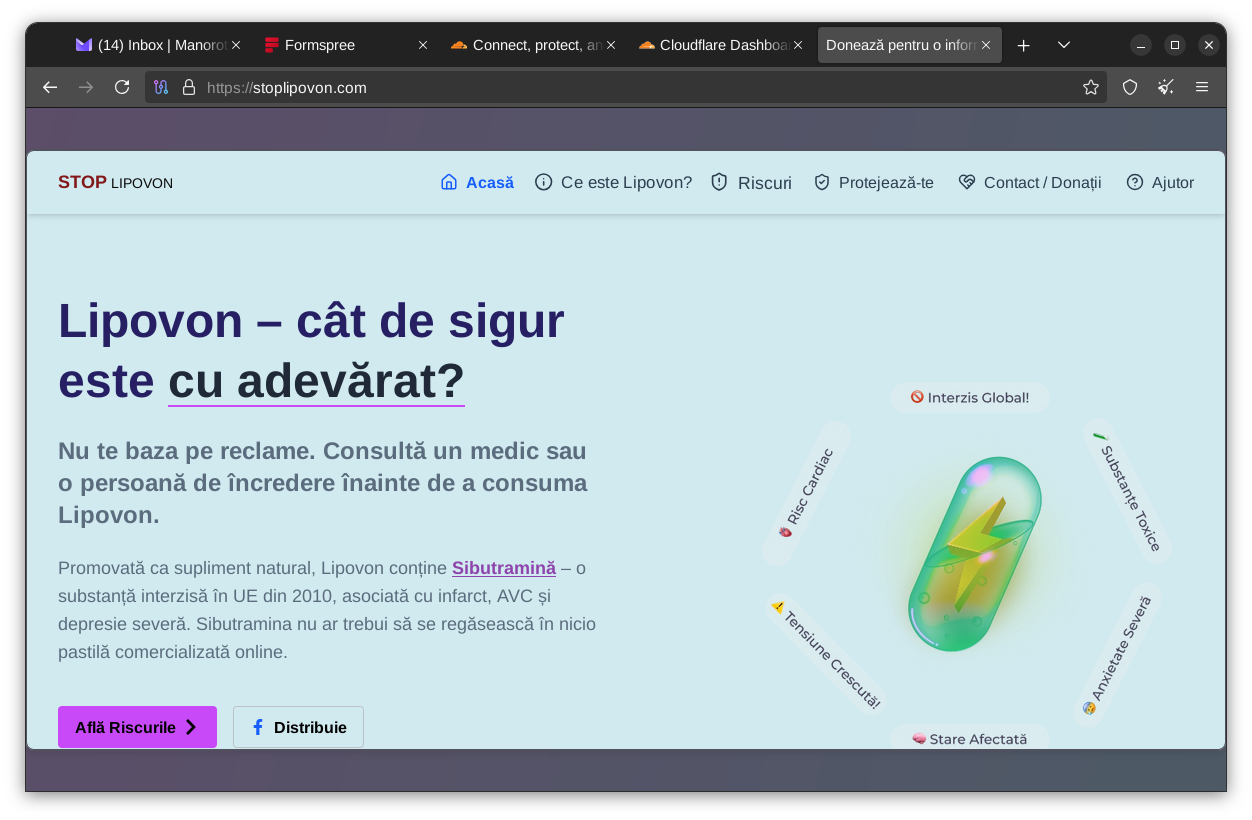 (14) Inbox | Manorot
Formspree
Connect, protect, an
Cloudflare Dashboa
Donează pentru o inform
https://stoplipovon.com
STOP LIPOVON
Acasă
Ce este Lipovon?
Riscuri
Protejează-te
Contact / Donații
Ajutor
Lipovon – cât de sigur
este cu adevărat?
Nu te baza pe reclame. Consultă un medic sau
o persoană de încredere înainte de a consuma
Lipovon.
Promovată ca supliment natural, Lipovon conține Sibutramină – o
substanță interzisă în UE din 2010, asociată cu infarct, AVC și
depresie severă. Sibutramina nu ar trebui să se regăsească în nicio
pastilă comercializată online.
Află Riscurile
Distribuie
Interzis Global!
Risc Cardiac
Substanțe Toxice
Tensiune Crescută!
Anxietate Severă
Stare Afectată